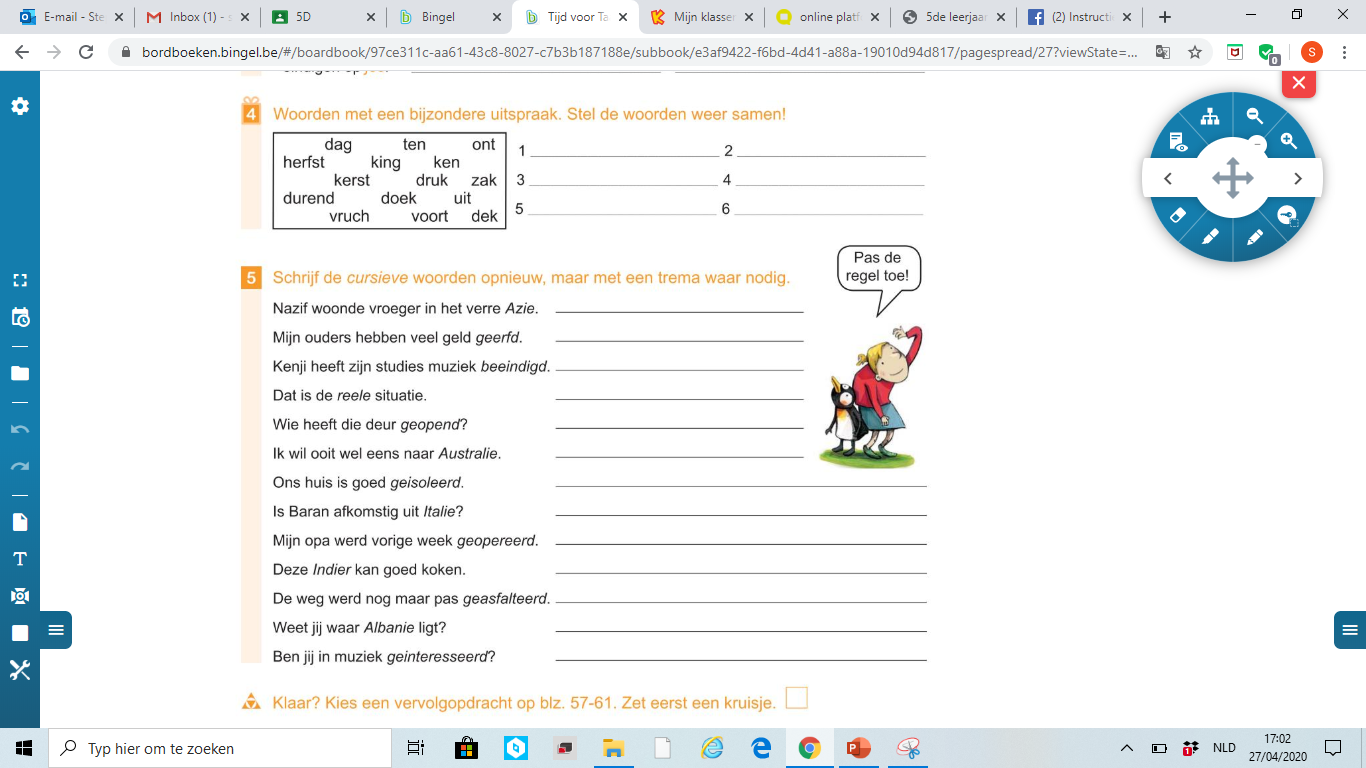 E-mail - Ste
Inbox (1) - s
5D
Bingel
Tijd voor Ta
Mijn klasser
online platf
5de leerjaar
(2) Instructi
bordboeken.bingel.be/#/boardbook/97ce311c-aa61-43c8-8027-c7b3b187188e/subbook/e3af9422-f6bd-4d41-a88a-19010d94d817/pagespread/27?viewState=...
0
S
4 Woorden met een bijzondere uitspraak. Stel de woorden weer samen!
dag ten ont
herfst king ken
kerst druk zak
durend doek uit
vruch voort dek
1 2
3 4
5 6
Pas de
regel toe!
5 Schrijf de cursieve woorden opnieuw, maar met een trema waar nodig.
Nazif woonde vroeger in het verre Azie.
Mijn ouders hebben veel geld geerfd.
Kenji heeft zijn studies muziek beeindigd.
Dat is de reele situatie.
Wie heeft die deur geopend?
Ik wil ooit wel eens naar Australie.
Ons huis is goed geisoleerd.
Is Baran afkomstig uit Italie?
Mijn opa werd vorige week geopereerd.
Deze Indier kan goed koken.
De weg werd nog maar pas geasfalteerd.
Weet jij waar Albanie ligt?
Ben jij in muziek geinteresseerd?
Klaar? Kies een vervolgopdracht op blz. 57-61. Zet eerst een kruisje.
Typ hier om te zoeken
NLD
17:02
27/04/2020